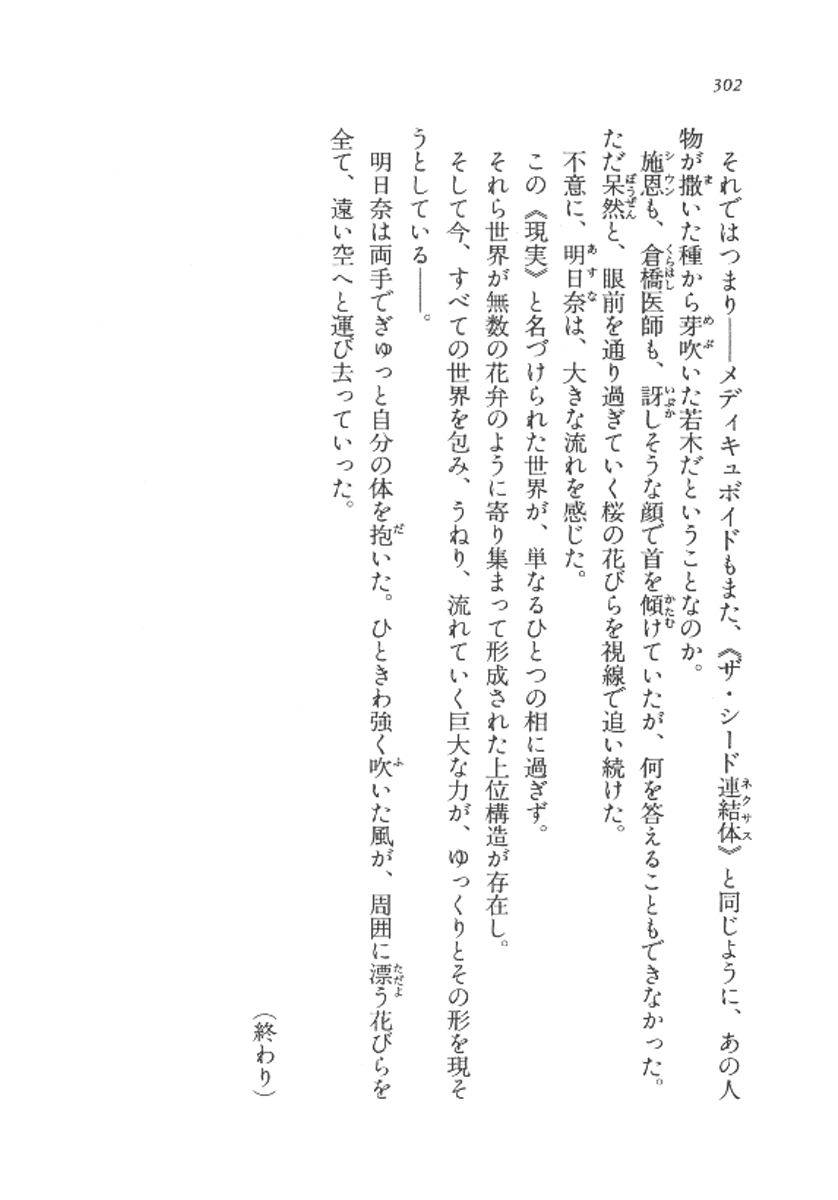 302
それではつまり――メディキュボイドもまた、《ザ・シード連結体》と同じように、あの人
物が撒いた種から芽吹いた若木だということなのか。
施恩も、倉橋医師も、訝しそうな顔で首を傾けていたが、何を答えることもできなかった。
ただ呆然と、眼前を通り過ぎていく桜の花びらを視線で追い続けた。
不意に、明日奈は、大きな流れを感じた。
この《現実》と名づけられた世界が、単なるひとつの相に過ぎず。
それら世界が無数の花弁のように寄り集まって形成された上位構造が存在し。
そして今、すべての世界を包み、うねり、流れていく巨大な力が、ゆっくりとその形を現そ
うとしている――。
明日奈は両手でぎゅっと自分の体を抱いた。ひときわ強く吹いた風が、周囲に漂う花びらを
全て、遠い空へと運び去っていった。
(終わり)